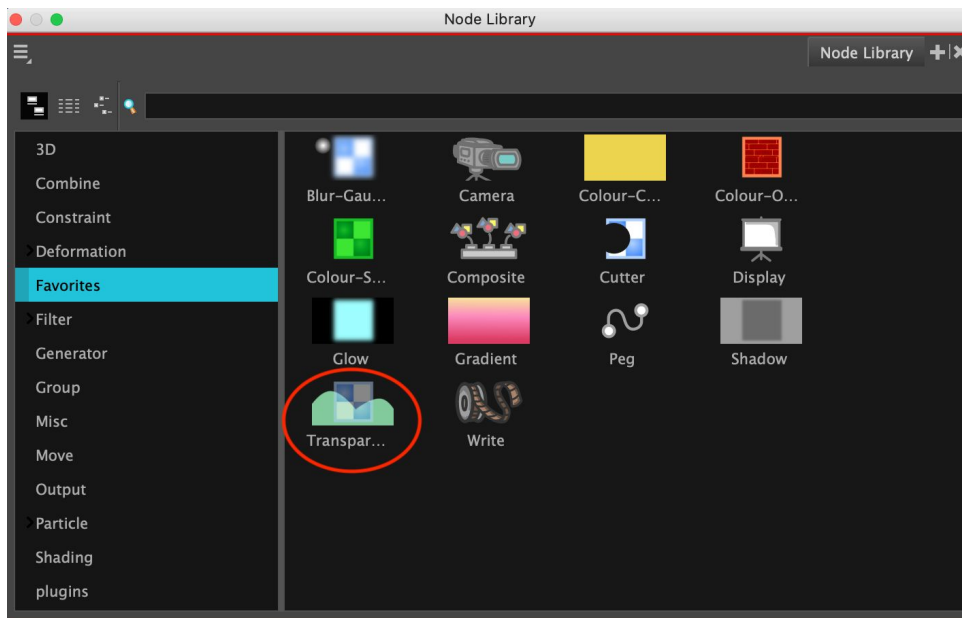 Node Library
Node Library
3D
Combine
Constraint
Deformation
Favorites
Filter
Generator
Group
Misc
Move
Output
Particle
Shading
plugins
Blur-Gau... Camera Colour-C... Colour-O...
Colour-S... Composite Cutter Display
Glow Gradient Peg Shadow
Transpar... Write